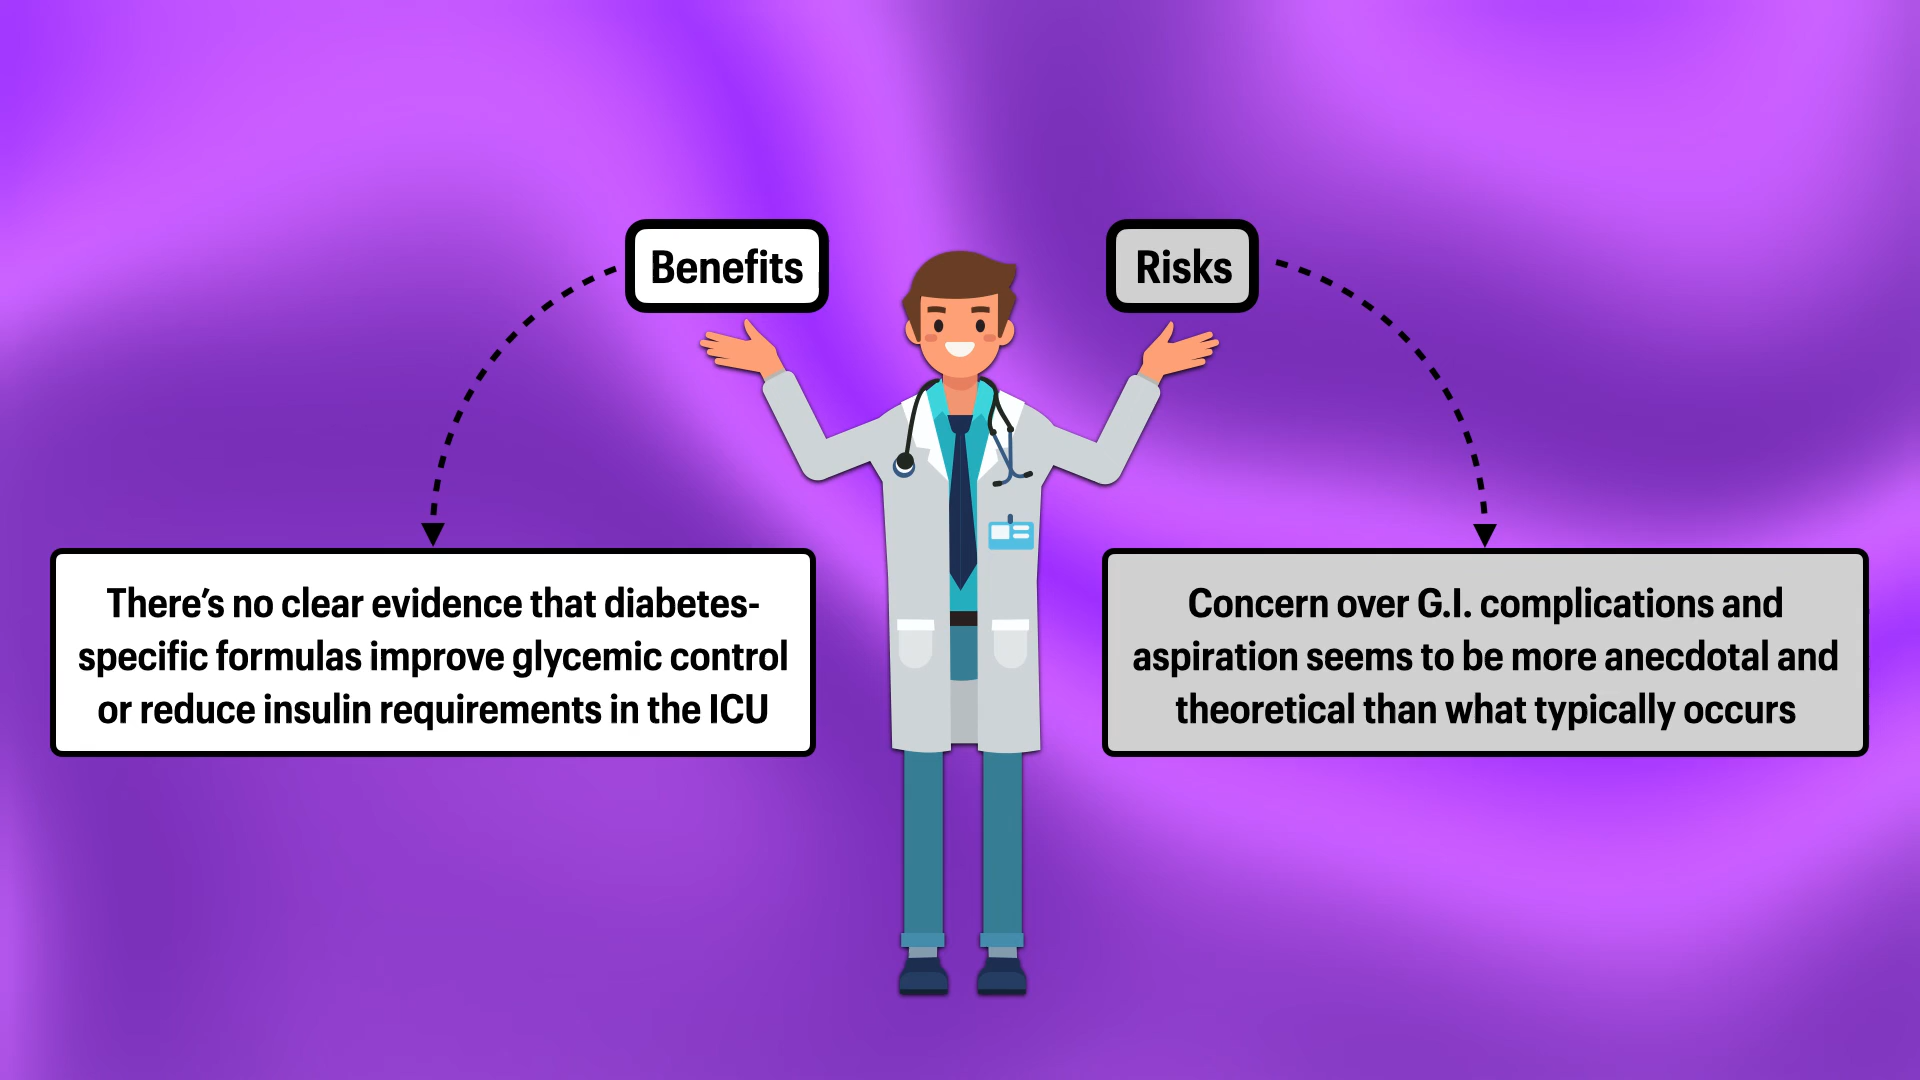 Benefits
Risks
There’s no clear evidence that diabetes-
specific formulas improve glycemic control
or reduce insulin requirements in the ICU
Concern over G.I. complications and
aspiration seems to be more anecdotal and
theoretical than what typically occurs